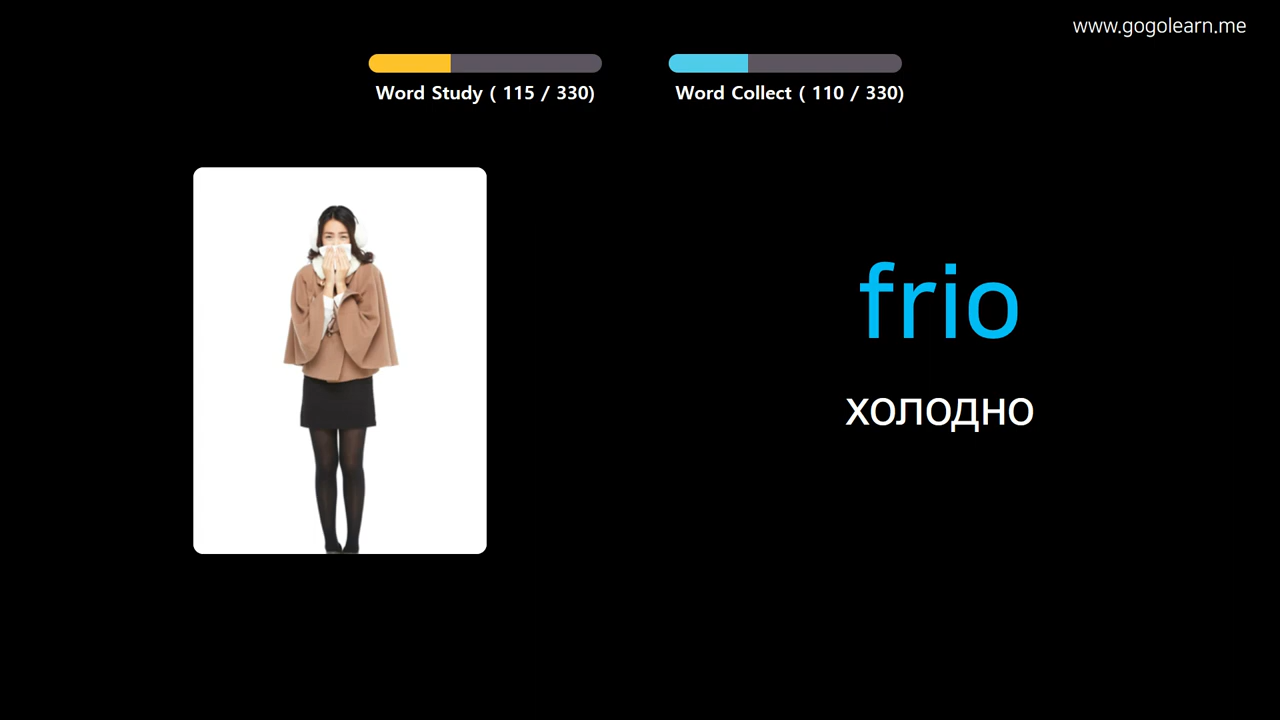 www.gogolearn.me
Word Study ( 115 / 330)
Word Collect ( 110 / 330)
frio
холодно